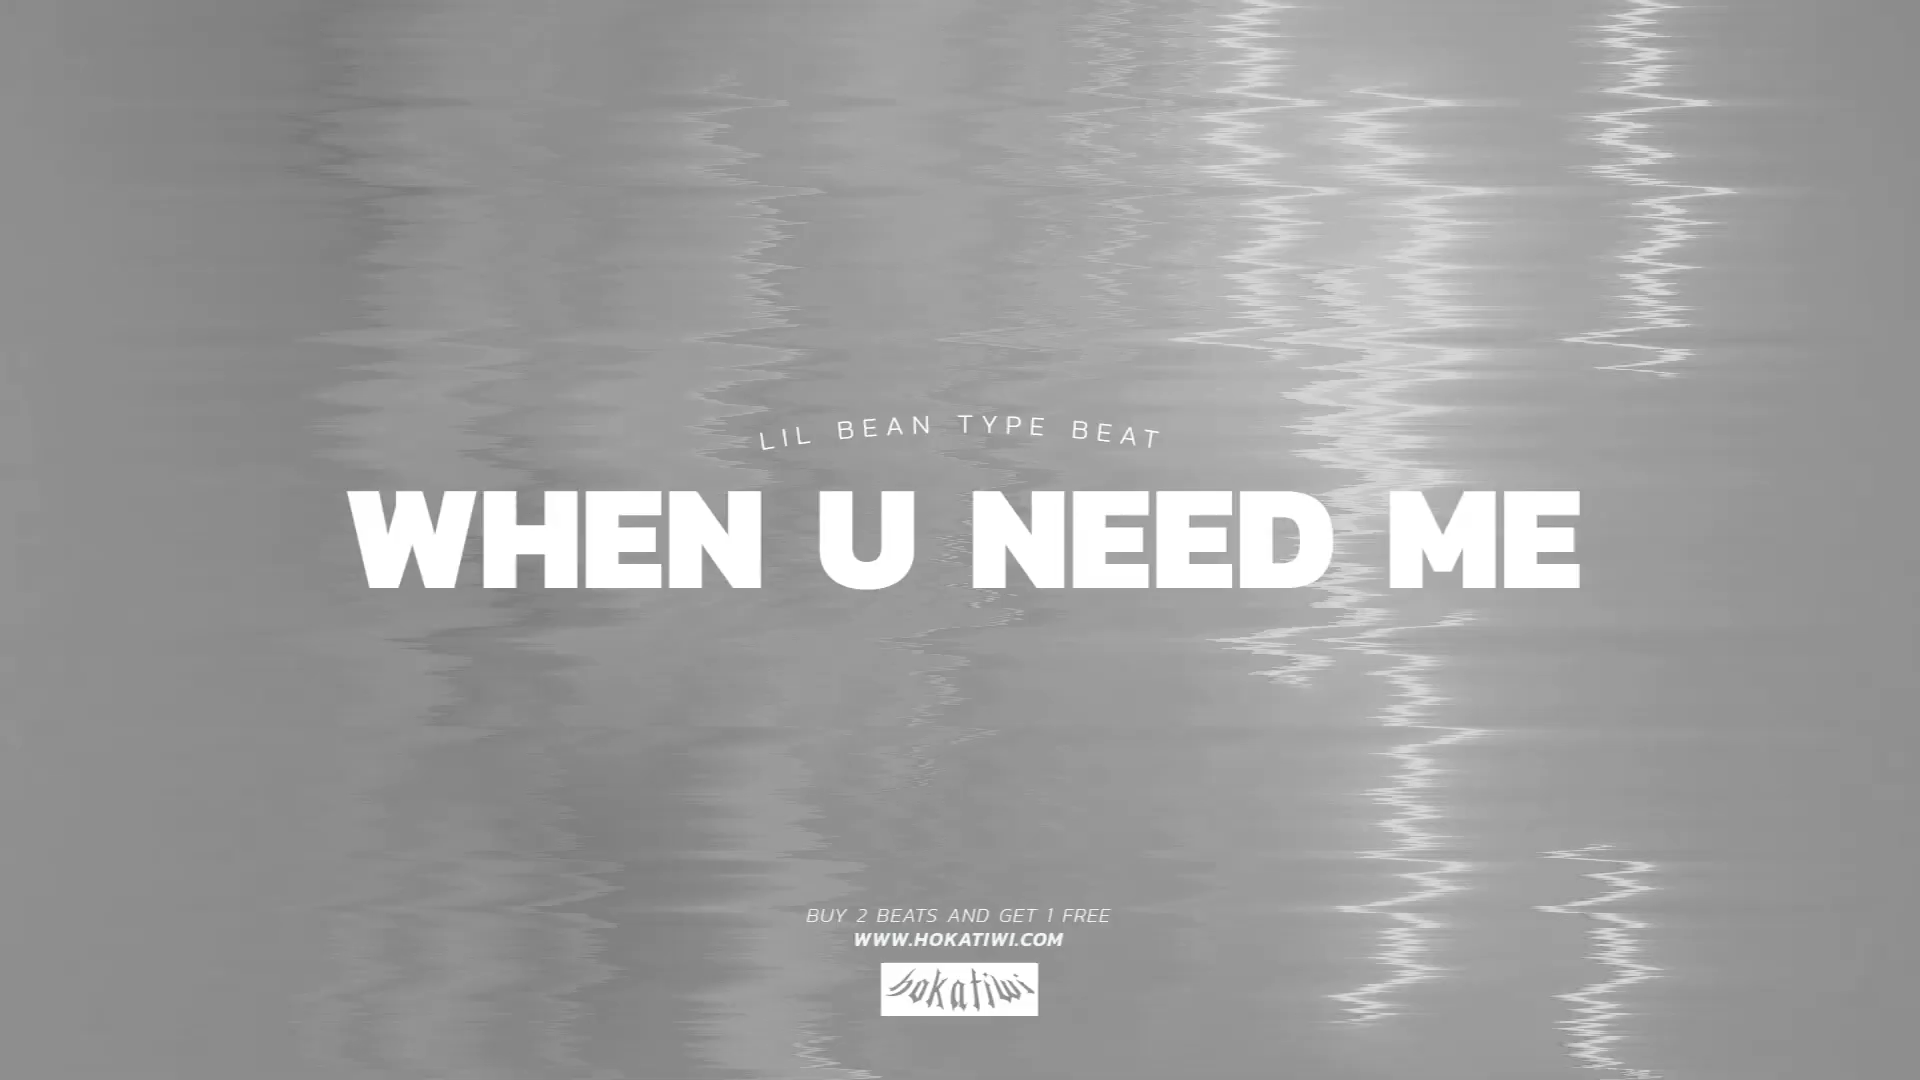 LIL BEAN TYPE BEAT
WHEN U NEED ME
BUY 2 BEATS AND GET 1 FREE
WWW.HOKATIWI.COM
hokatiwi